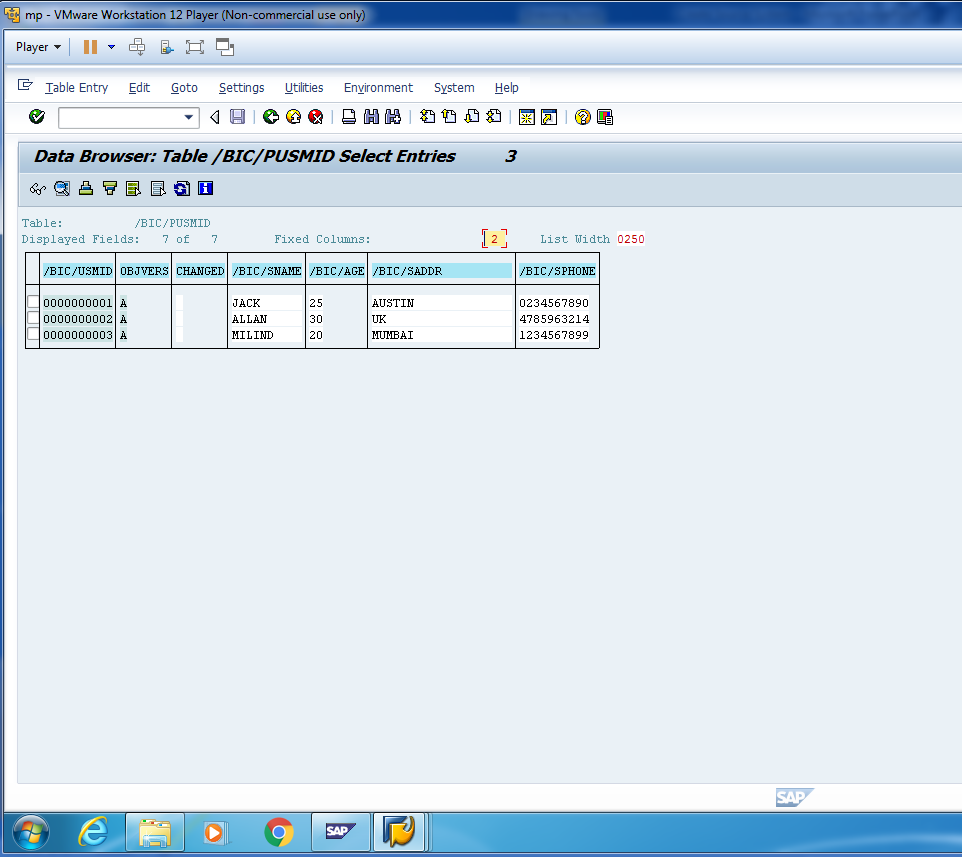 mp - VMware Workstation 12 Player (Non-commercial use only)
Player
Table Entry Edit Goto Settings Utilities Environment System Help
Data Browser: Table /BIC/PUSMID Select Entries 3
Table: /BIC/PUSMID
Displayed Fields: 7 of 7 Fixed Columns: 2 List Width 0250
/BIC/USMID OBJVERS CHANGED /BIC/SNAME /BIC/AGE /BIC/SADDR /BIC/SPHONE
0000000001 A JACK 25 AUSTIN 0234567890
0000000002 A ALLAN 30 UK 4785963214
0000000003 A MILIND 20 MUMBAI 1234567899
SAP
SAP